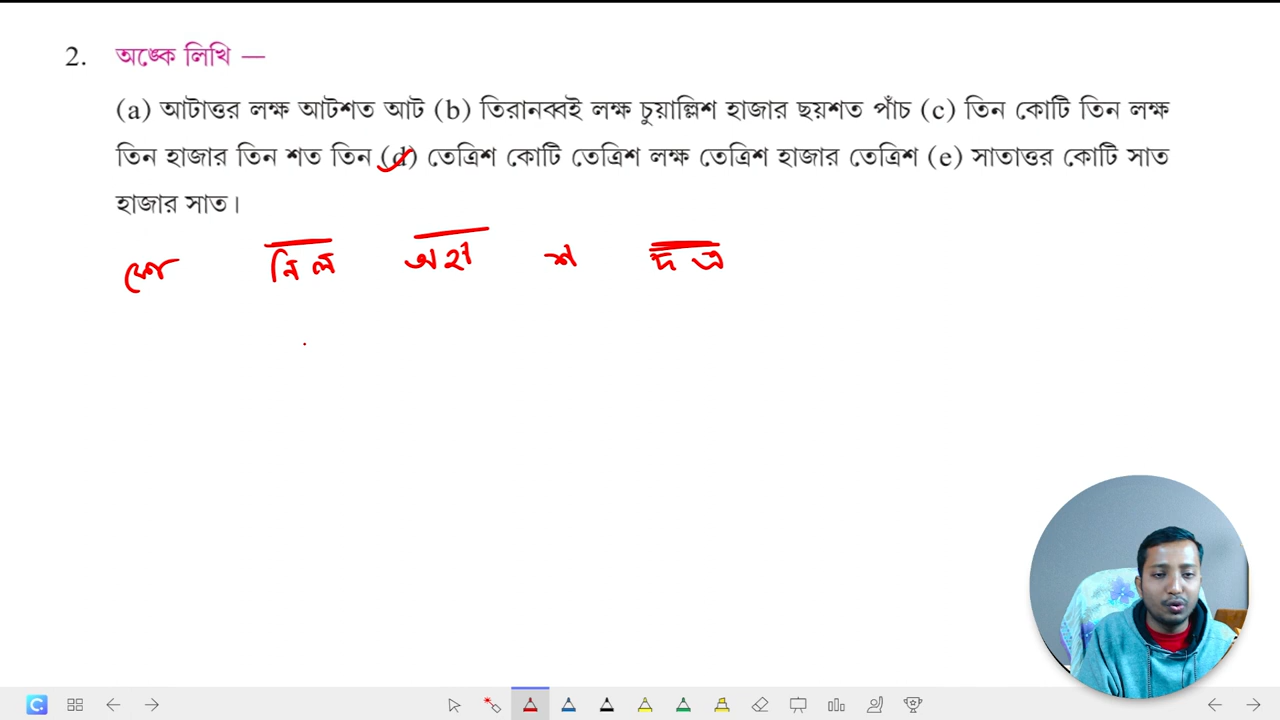 2. অঙ্কে লিখি —
(a) আটাত্তর লক্ষ আটশত আট (b) তিরানব্বই লক্ষ চুয়াল্লিশ হাজার ছয়শত পাঁচ (c) তিন কোটি তিন লক্ষ
তিন হাজার তিন শত তিন (d) তেত্রিশ কোটি তেত্রিশ লক্ষ তেত্রিশ হাজার তেত্রিশ (e) সাতাত্তর কোটি সাত
হাজার সাত।
কো নি ল অ হা শ দ এ